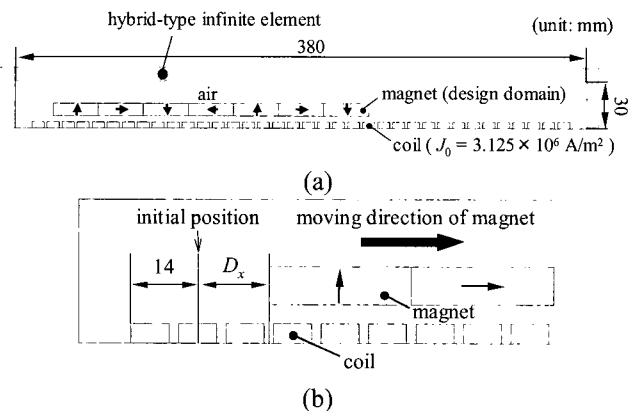 hybrid-type infinite element
(unit: mm)
380
air
magnet (design domain)
30
coil ( J₀ = 3.125 × 10⁶ A/m² )
(a)
initial position
moving direction of magnet
14
Dₓ
magnet
coil
(b)